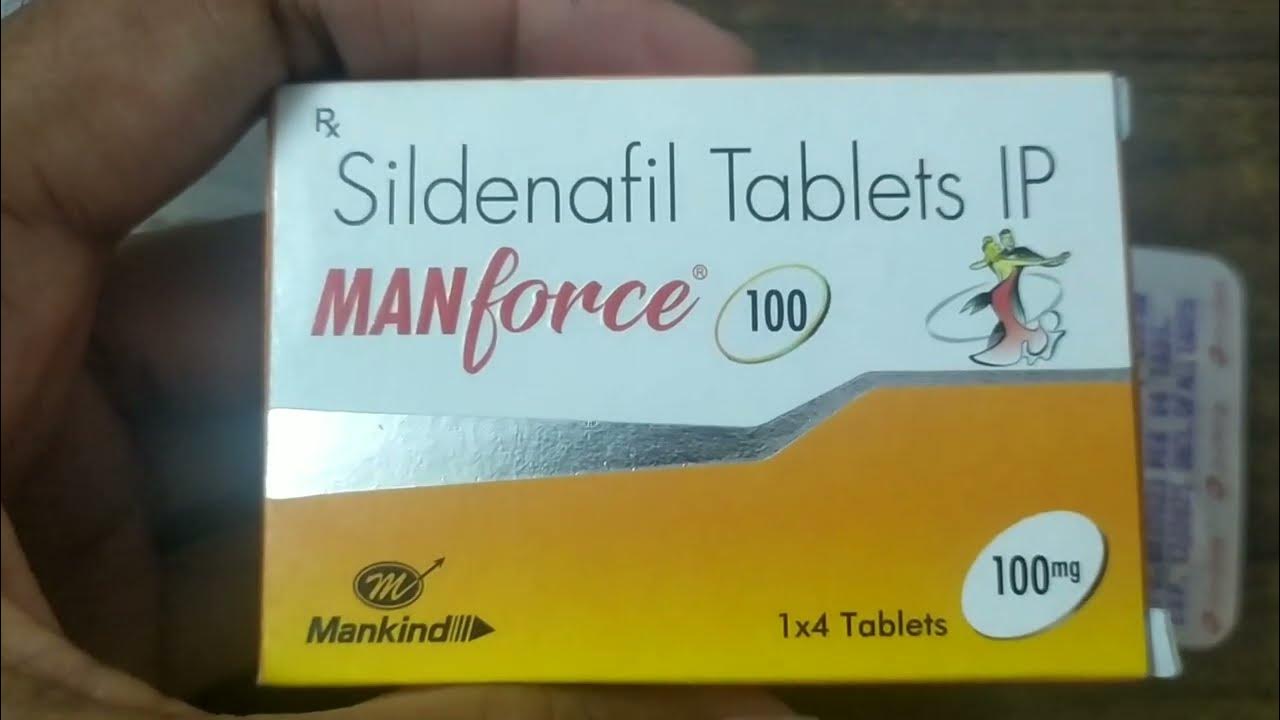 Rx
Sildenafil Tablets IP
MANforce® 100
m
Mankind
1x4 Tablets
100mg